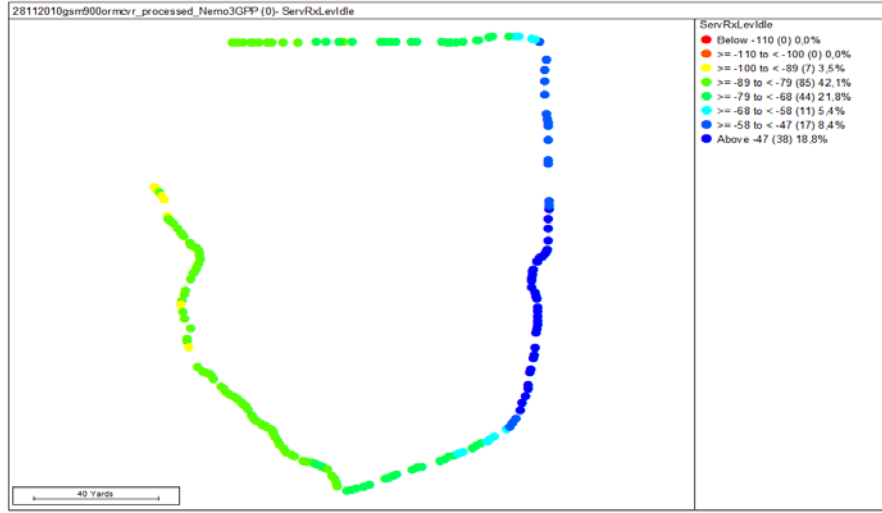 28112010gsm900ormcvr_processed_Nemo3GPP (0)- ServRxLevIdle
ServRxLevIdle
Below -110 (0) 0,0%
>= -110 to < -100 (0) 0,0%
>= -100 to < -89 (7) 3,5%
>= -89 to < -79 (85) 42,1%
>= -79 to < -68 (44) 21,8%
>= -68 to < -58 (11) 5,4%
>= -58 to < -47 (17) 8,4%
Above -47 (38) 18,8%
40 Yards